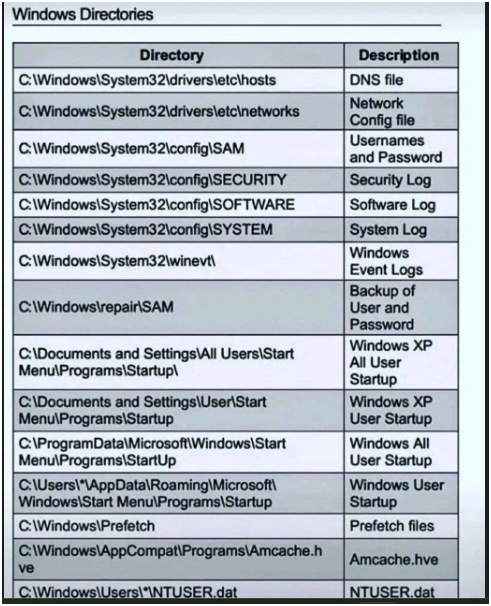 Windows Directories
Directory Description
C:\Windows\System32\drivers\etc\hosts DNS file
C:\Windows\System32\drivers\etc\networks Network
Config file
C:\Windows\System32\config\SAM Usernames
and Password
C:\Windows\System32\config\SECURITY Security Log
C:\Windows\System32\config\SOFTWARE Software Log
C:\Windows\System32\config\SYSTEM System Log
C:\Windows\System32\winevt\ Windows
Event Logs
C:\Windows\repair\SAM Backup of
User and
Password
C:\Documents and Settings\All Users\Start
Menu\Programs\Startup\ Windows XP
All User
Startup
C:\Documents and Settings\User\Start
Menu\Programs\Startup Windows XP
User Startup
C:\ProgramData\Microsoft\Windows\Start
Menu\Programs\StartUp Windows All
User Startup
C:\Users\*\AppData\Roaming\Microsoft\
Windows\Start Menu\Programs\Startup Windows User
Startup
C:\Windows\Prefetch Prefetch files
C:\Windows\AppCompat\Programs\Amcache.h
ve Amcache.hve
C:\Windows\Users\*\NTUSER.dat NTUSER.dat